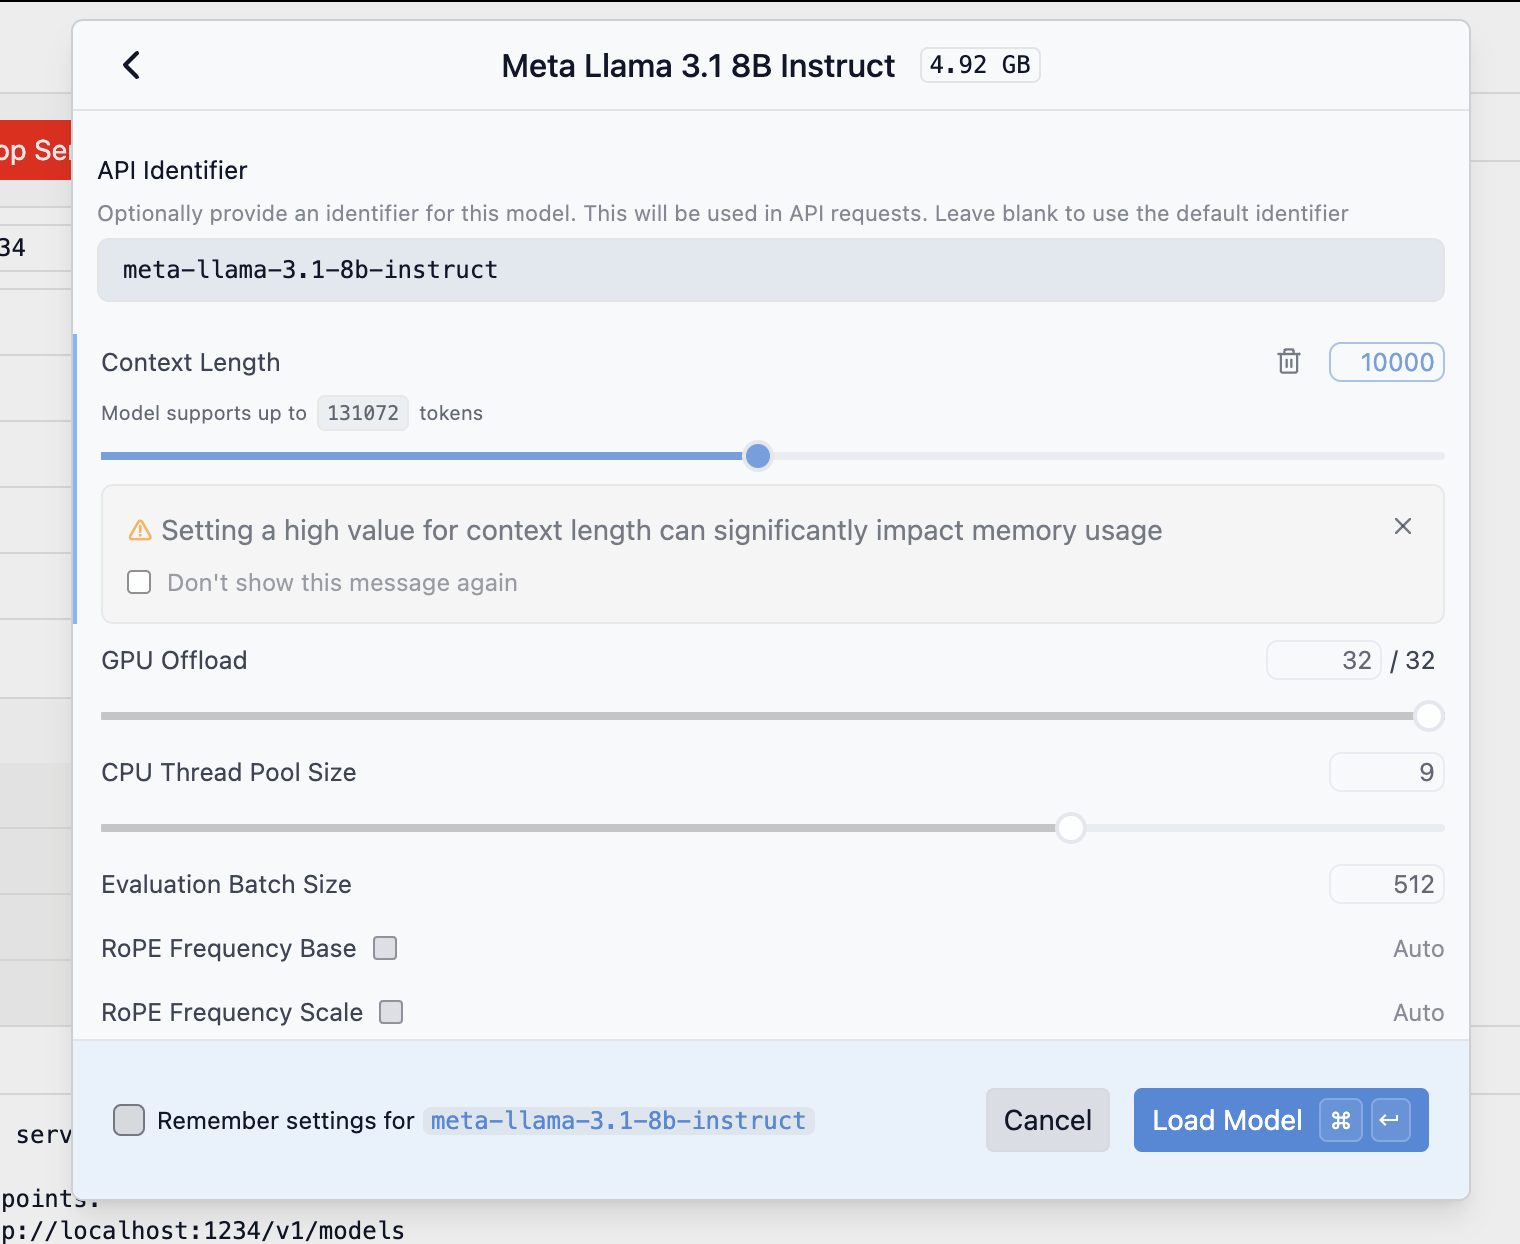 Meta Llama 3.1 8B Instruct 4.92 GB
API Identifier
Optionally provide an identifier for this model. This will be used in API requests. Leave blank to use the default identifier
meta-llama-3.1-8b-instruct
34
Context Length 10000
Model supports up to 131072 tokens
Setting a high value for context length can significantly impact memory usage
Don't show this message again
GPU Offload 32 / 32
CPU Thread Pool Size 9
Evaluation Batch Size 512
RoPE Frequency Base Auto
RoPE Frequency Scale Auto
Remember settings for meta-llama-3.1-8b-instruct Cancel Load Model ⌘ ↵
serv
points:
p://localhost:1234/v1/models